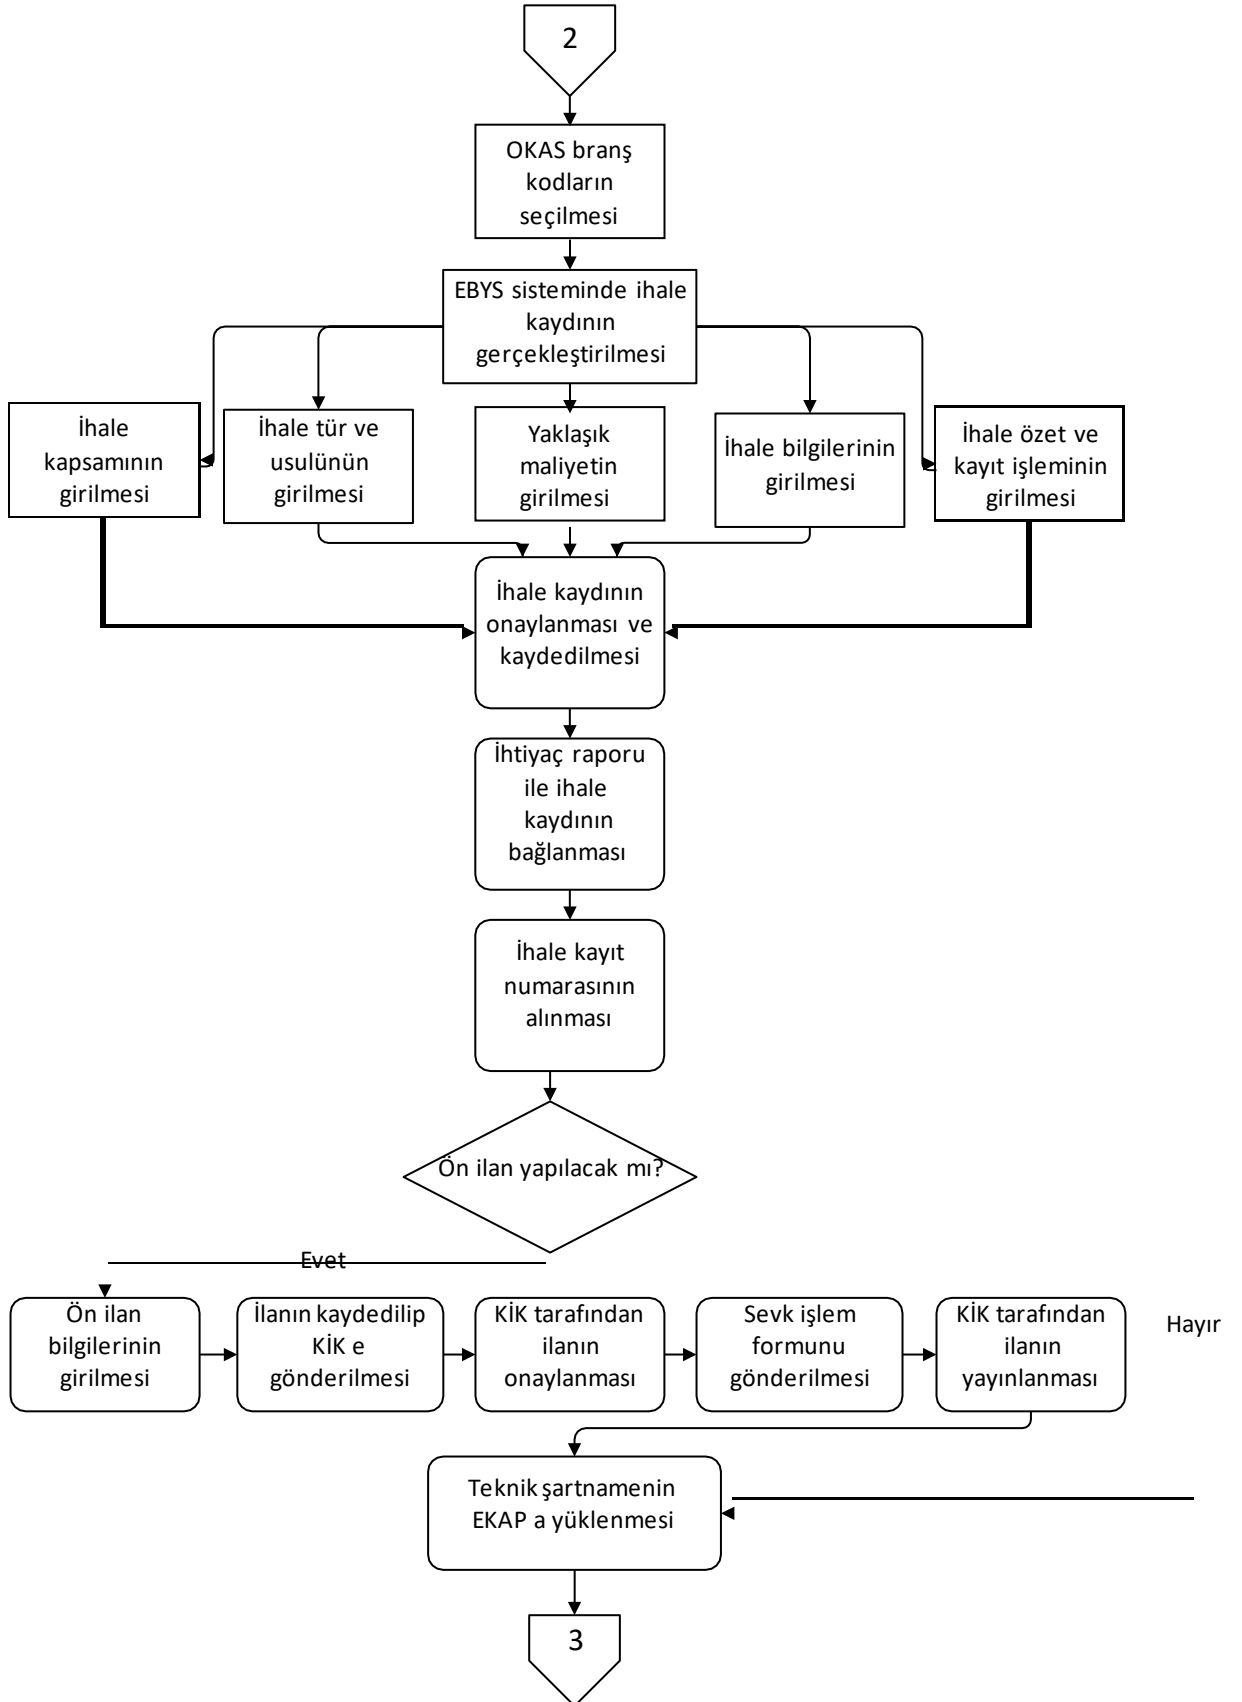 2
OKAS branş
kodların
seçilmesi
EBYS sisteminde ihale
kaydının
gerçekleştirilmesi
İhale
kapsamının
girilmesi
İhale tür ve
usulünün
girilmesi
Yaklaşık
maliyetin
girilmesi
İhale bilgilerinin
girilmesi
İhale özet ve
kayıt işleminin
girilmesi
İhale kaydının
onaylanması ve
kaydedilmesi
İhtiyaç raporu
ile ihale
kaydının
bağlanması
İhale kayıt
numarasının
alınması
Ön ilan yapılacak mı?
Evet
Ön ilan
bilgilerinin
girilmesi
İlanın kaydedilip
KİK e
gönderilmesi
KİK tarafından
ilanın
onaylanması
Sevk işlem
formunu
gönderilmesi
KİK tarafından
ilanın
yayınlanması
Hayır
Teknik şartnamenin
EKAP a yüklenmesi
3